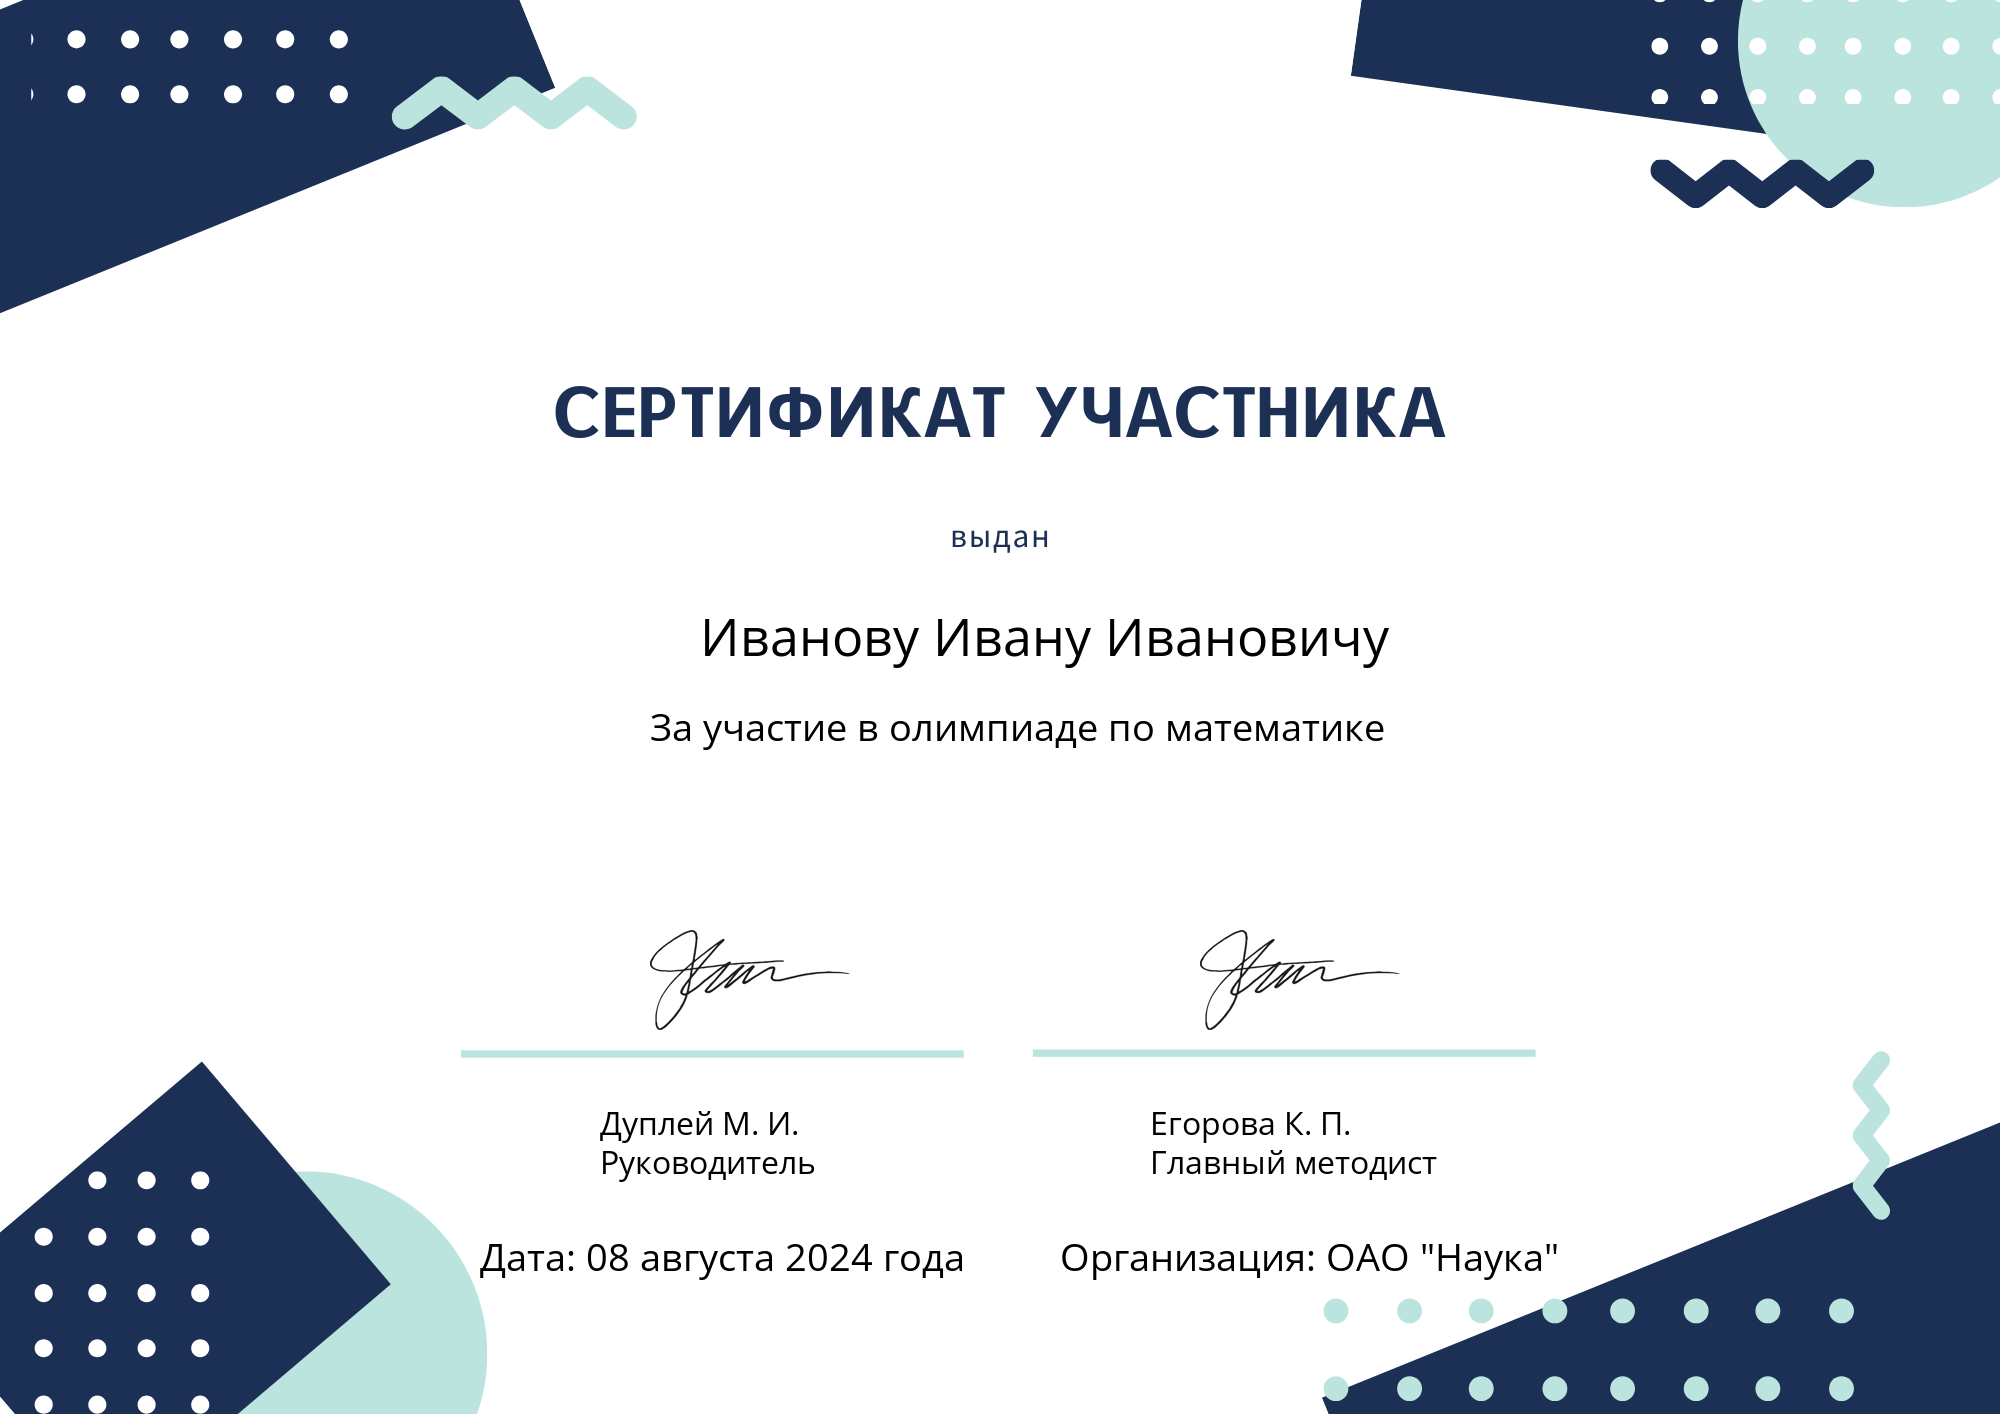 СЕРТИФИКАТ УЧАСТНИКА
выдан
Иванову Ивану Ивановичу
За участие в олимпиаде по математике
Дуплей М. И.
Руководитель
Егорова К. П.
Главный методист
Дата: 08 августа 2024 года
Организация: ОАО "Наука"